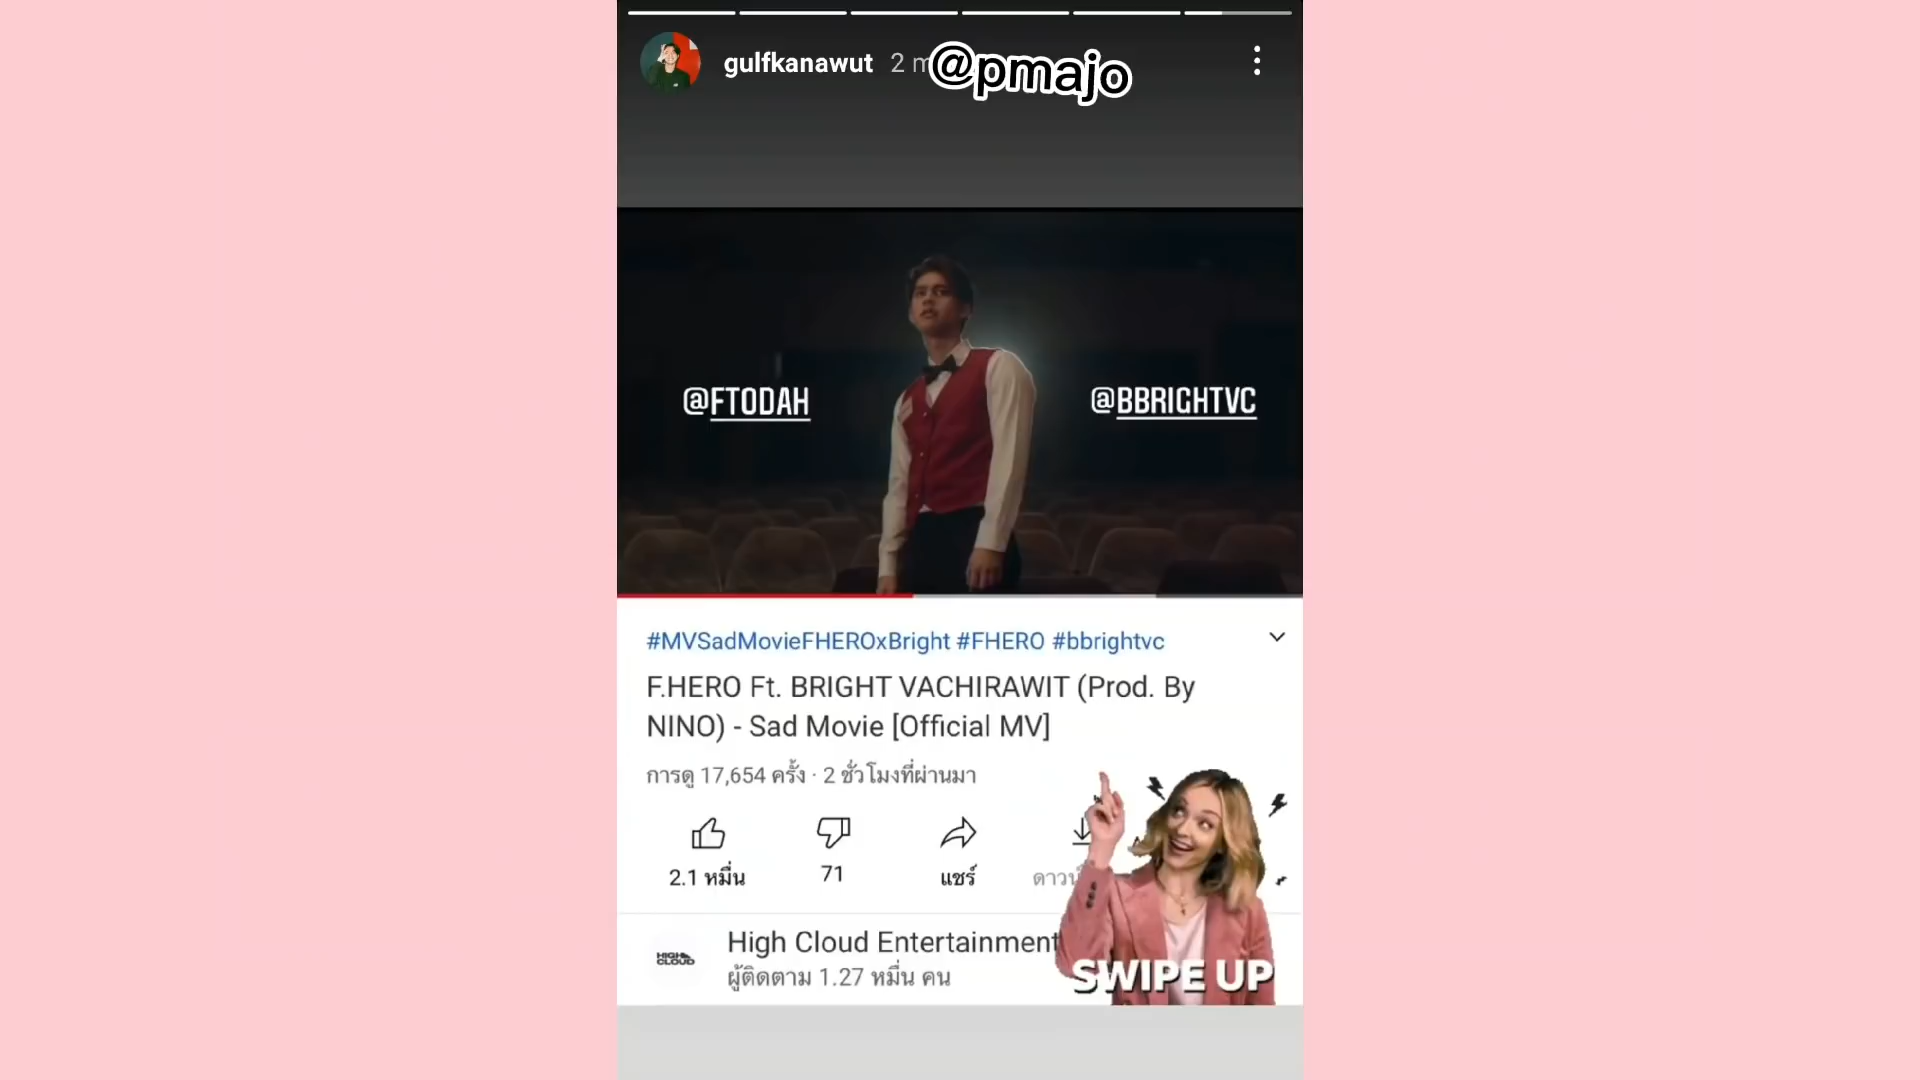 gulfkanawut 2 m
@pmajo
@FTODAH
@BBRIGHTVC
#MVSadMovieFHEROxBright #FHERO #bbrightvc
F.HERO Ft. BRIGHT VACHIRAWIT (Prod. By
NINO) - Sad Movie [Official MV]
การดู 17,654 ครั้ง · 2 ชั่วโมงที่ผ่านมา
2.1 หมื่น
71
แชร์
HIGH CLOUD
High Cloud Entertainment
ผู้ติดตาม 1.27 หมื่น คน
SWIPE UP